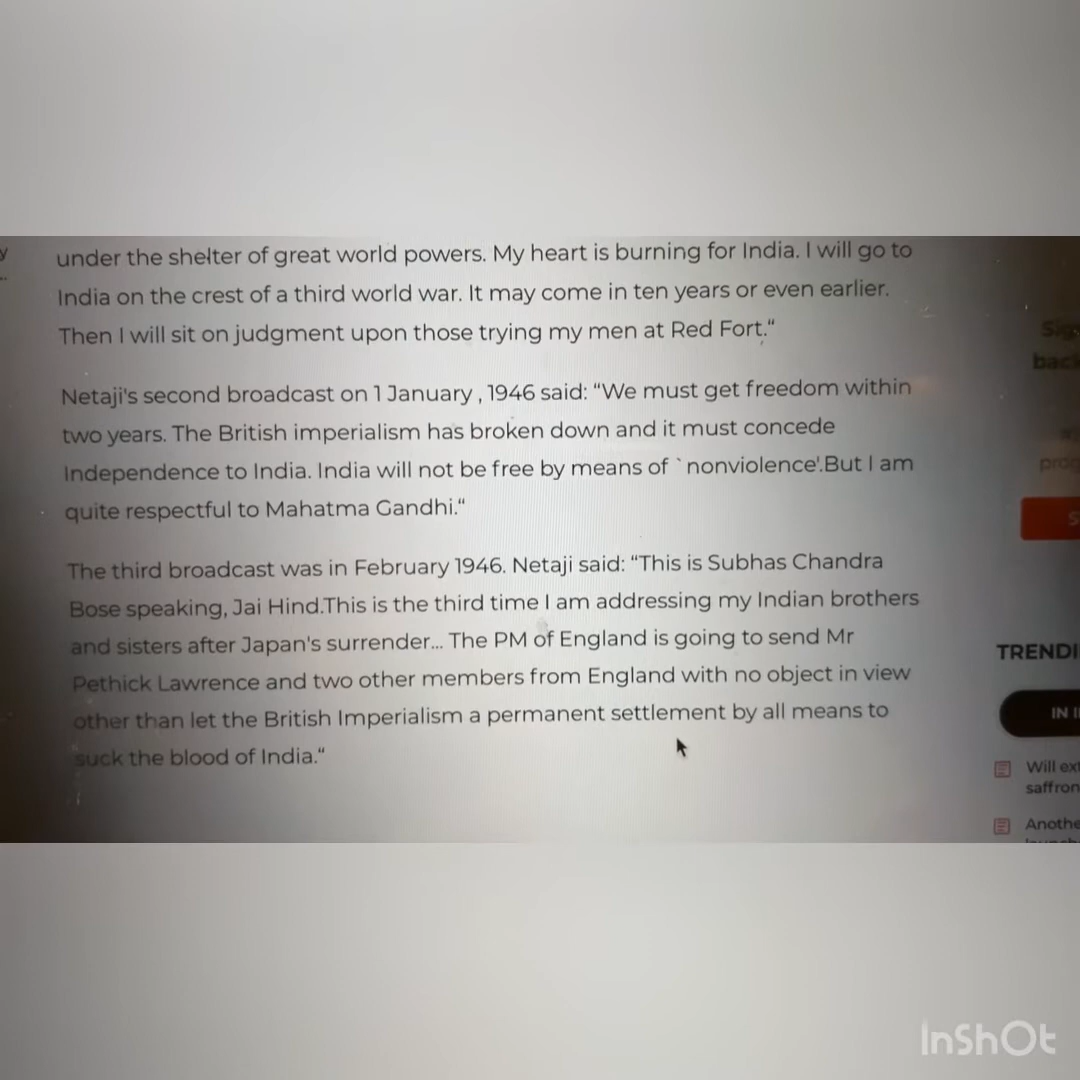 y
..
under the shelter of great world powers. My heart is burning for India. I will go to
India on the crest of a third world war. It may come in ten years or even earlier.
Then I will sit on judgment upon those trying my men at Red Fort.“
Netaji's second broadcast on 1 January , 1946 said: “We must get freedom within
two years. The British imperialism has broken down and it must concede
Independence to India. India will not be free by means of `nonviolence'.But I am
quite respectful to Mahatma Gandhi.“
The third broadcast was in February 1946. Netaji said: “This is Subhas Chandra
Bose speaking, Jai Hind.This is the third time I am addressing my Indian brothers
and sisters after Japan's surrender... The PM of England is going to send Mr
Pethick Lawrence and two other members from England with no object in view
other than let the British Imperialism a permanent settlement by all means to
suck the blood of India.“
Sig
back
prog
S
TRENDI
IN I
Will ext
saffron
Anothe
InShOt